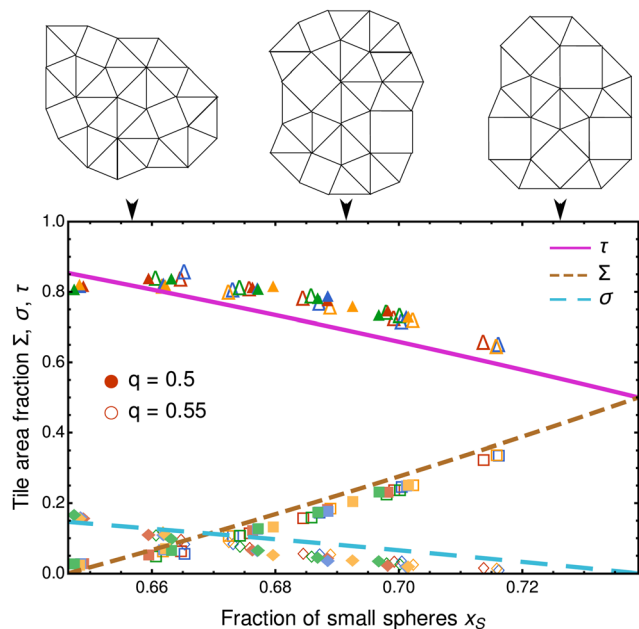 1.0
0.8
0.6
0.4
0.2
0.0
Tile area fraction Σ, σ, τ
τ
Σ
σ
q = 0.5
q = 0.55
0.66
0.68
0.70
0.72
Fraction of small spheres x_S